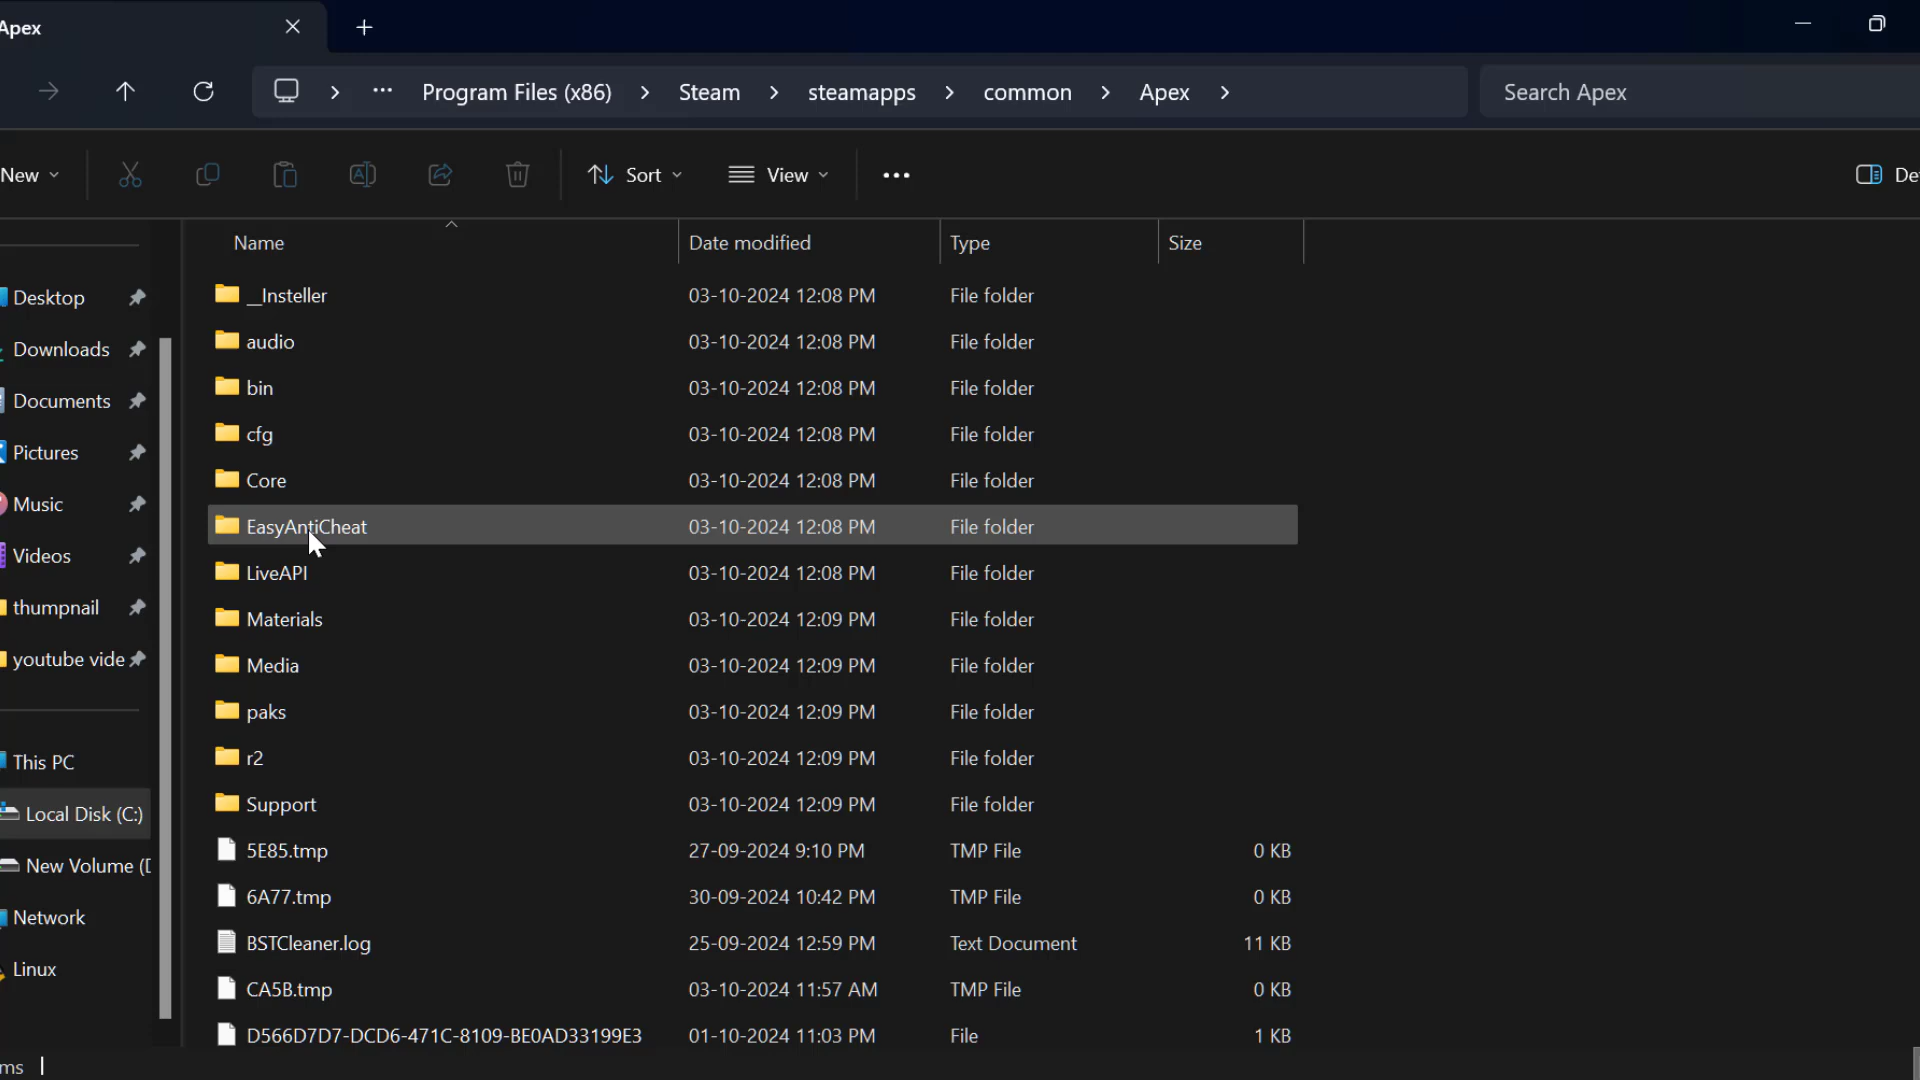 Apex
Program Files (x86) > Steam > steamapps > common > Apex >
Search Apex
New
Sort
View
Name
Date modified
Type
Size
Desktop
Downloads
Documents
Pictures
Music
Videos
thumpnail
youtube vide
This PC
Local Disk (C:)
New Volume (
Network
Linux
__Insteller 03-10-2024 12:08 PM File folder
audio 03-10-2024 12:08 PM File folder
bin 03-10-2024 12:08 PM File folder
cfg 03-10-2024 12:08 PM File folder
Core 03-10-2024 12:08 PM File folder
EasyAntiCheat 03-10-2024 12:08 PM File folder
LiveAPI 03-10-2024 12:08 PM File folder
Materials 03-10-2024 12:09 PM File folder
Media 03-10-2024 12:09 PM File folder
paks 03-10-2024 12:09 PM File folder
r2 03-10-2024 12:09 PM File folder
Support 03-10-2024 12:09 PM File folder
5E85.tmp 27-09-2024 9:10 PM TMP File 0 KB
6A77.tmp 30-09-2024 10:42 PM TMP File 0 KB
BSTCleaner.log 25-09-2024 12:59 PM Text Document 11 KB
CA5B.tmp 03-10-2024 11:57 AM TMP File 0 KB
D566D7D7-DCD6-471C-8109-BE0AD33199E3 01-10-2024 11:03 PM File 1 KB